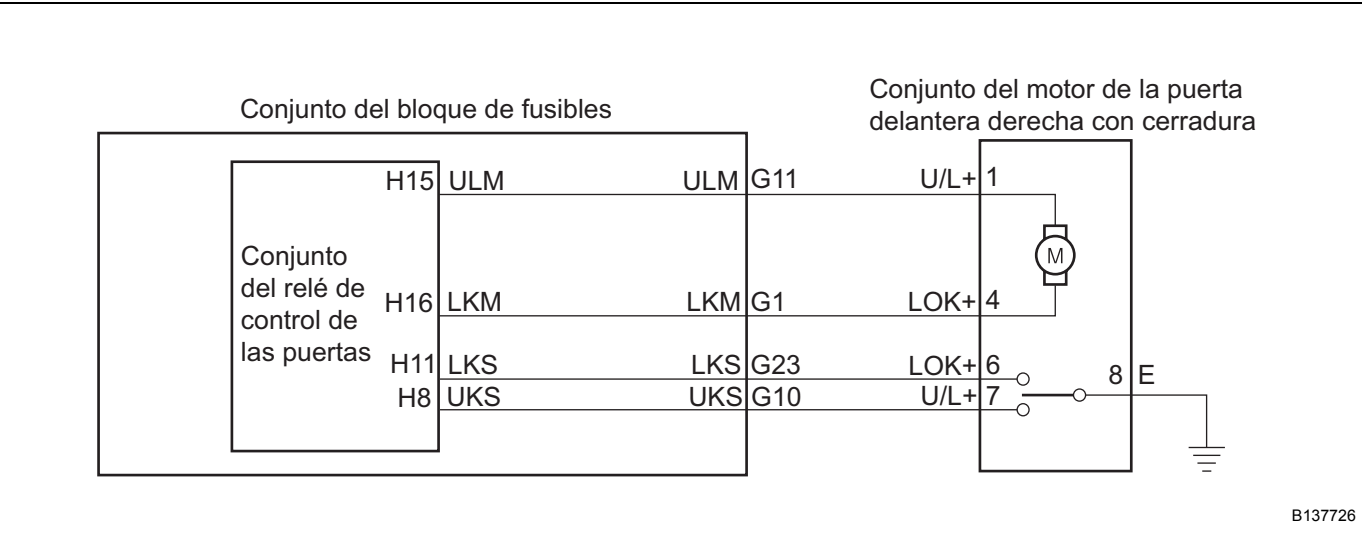 Conjunto del bloque de fusibles
Conjunto del motor de la puerta
delantera derecha con cerradura
H15 ULM ULM G11 U/L+ 1
M
Conjunto
del relé de
control de
las puertas
H16 LKM LKM G1 LOK+ 4
H11 LKS LKS G23 LOK+ 6
8 E
H8 UKS UKS G10 U/L+ 7
B137726